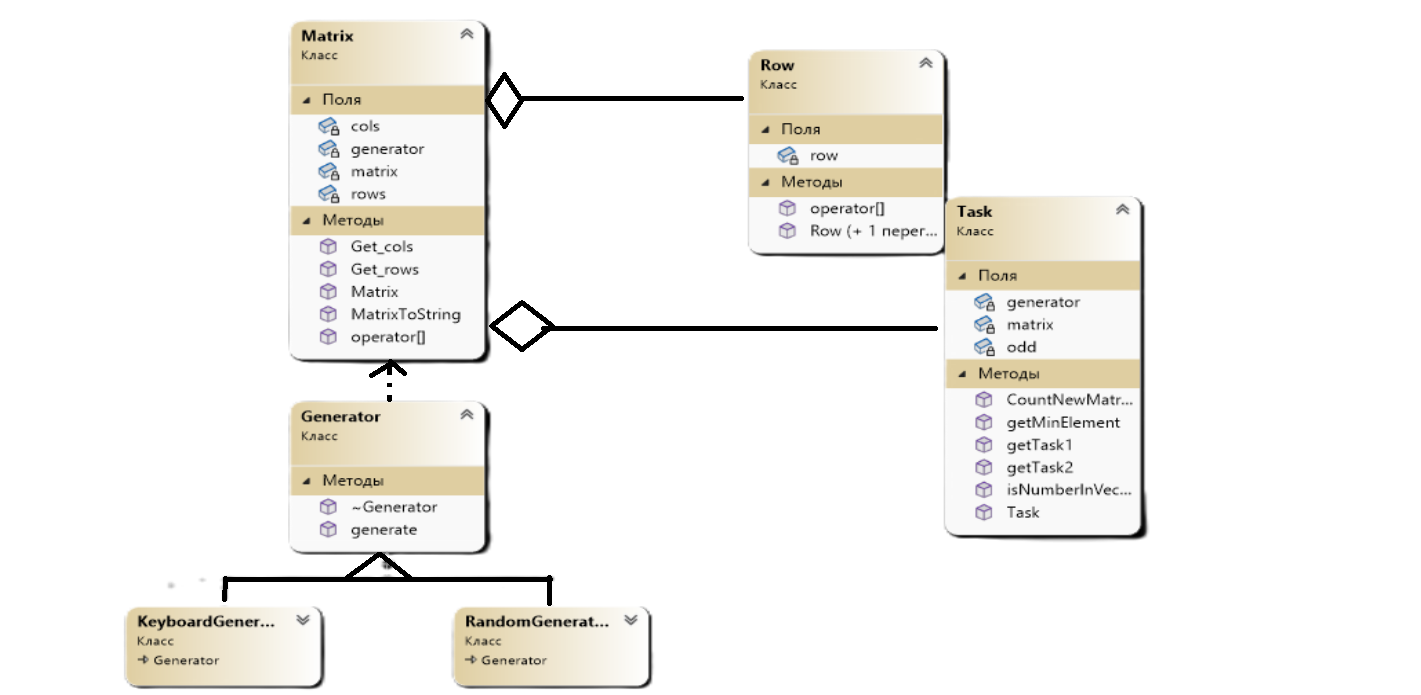 Matrix
Класс
Поля
cols
generator
matrix
rows
Методы
Get_cols
Get_rows
Matrix
MatrixToString
operator[]
Row
Класс
Поля
row
Методы
operator[]
Row (+ 1 перег...
Task
Класс
Поля
generator
matrix
odd
Методы
CountNewMatr...
getMinElement
getTask1
getTask2
isNumberInVec...
Task
Generator
Класс
Методы
~Generator
generate
KeyboardGener...
Класс
Generator
RandomGenerat...
Класс
Generator